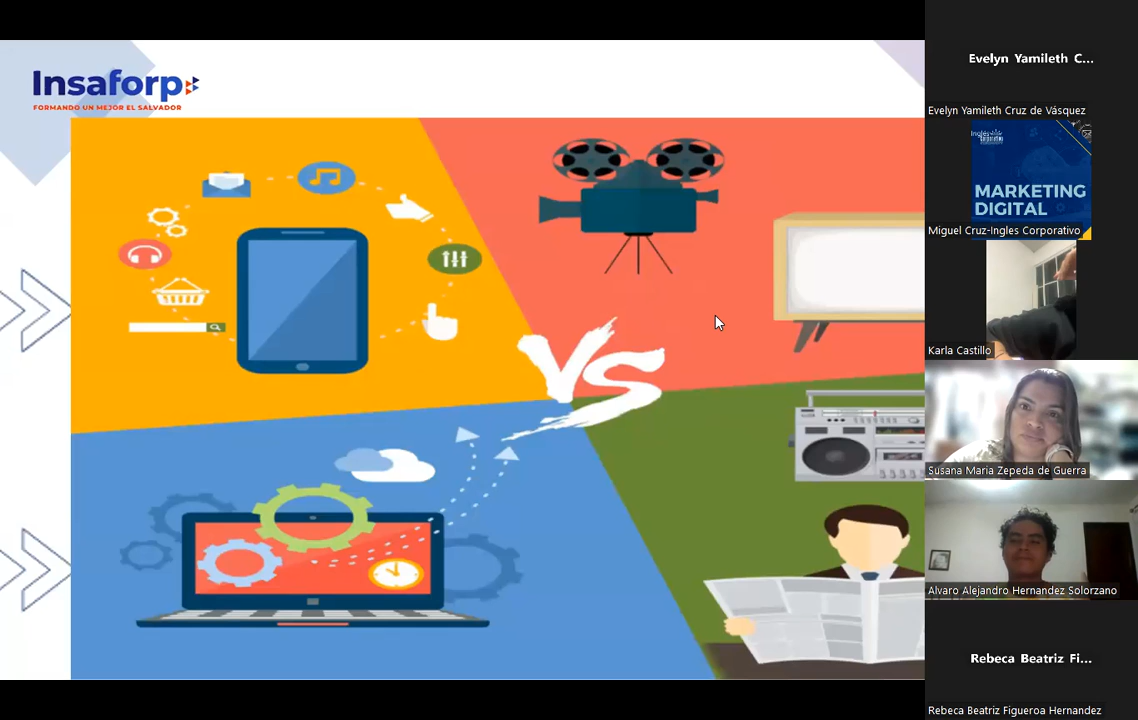 Insaforp
FORMANDO UN MEJOR EL SALVADOR
VS
Evelyn Yamileth C...
Evelyn Yamileth Cruz de Vásquez
MARKETING
DIGITAL
Miguel Cruz-Ingles Corporativo
Karla Castillo
Susana Maria Zepeda de Guerra
Alvaro Alejandro Hernandez Solorzano
Rebeca Beatriz Fi...
Rebeca Beatriz Figueroa Hernandez